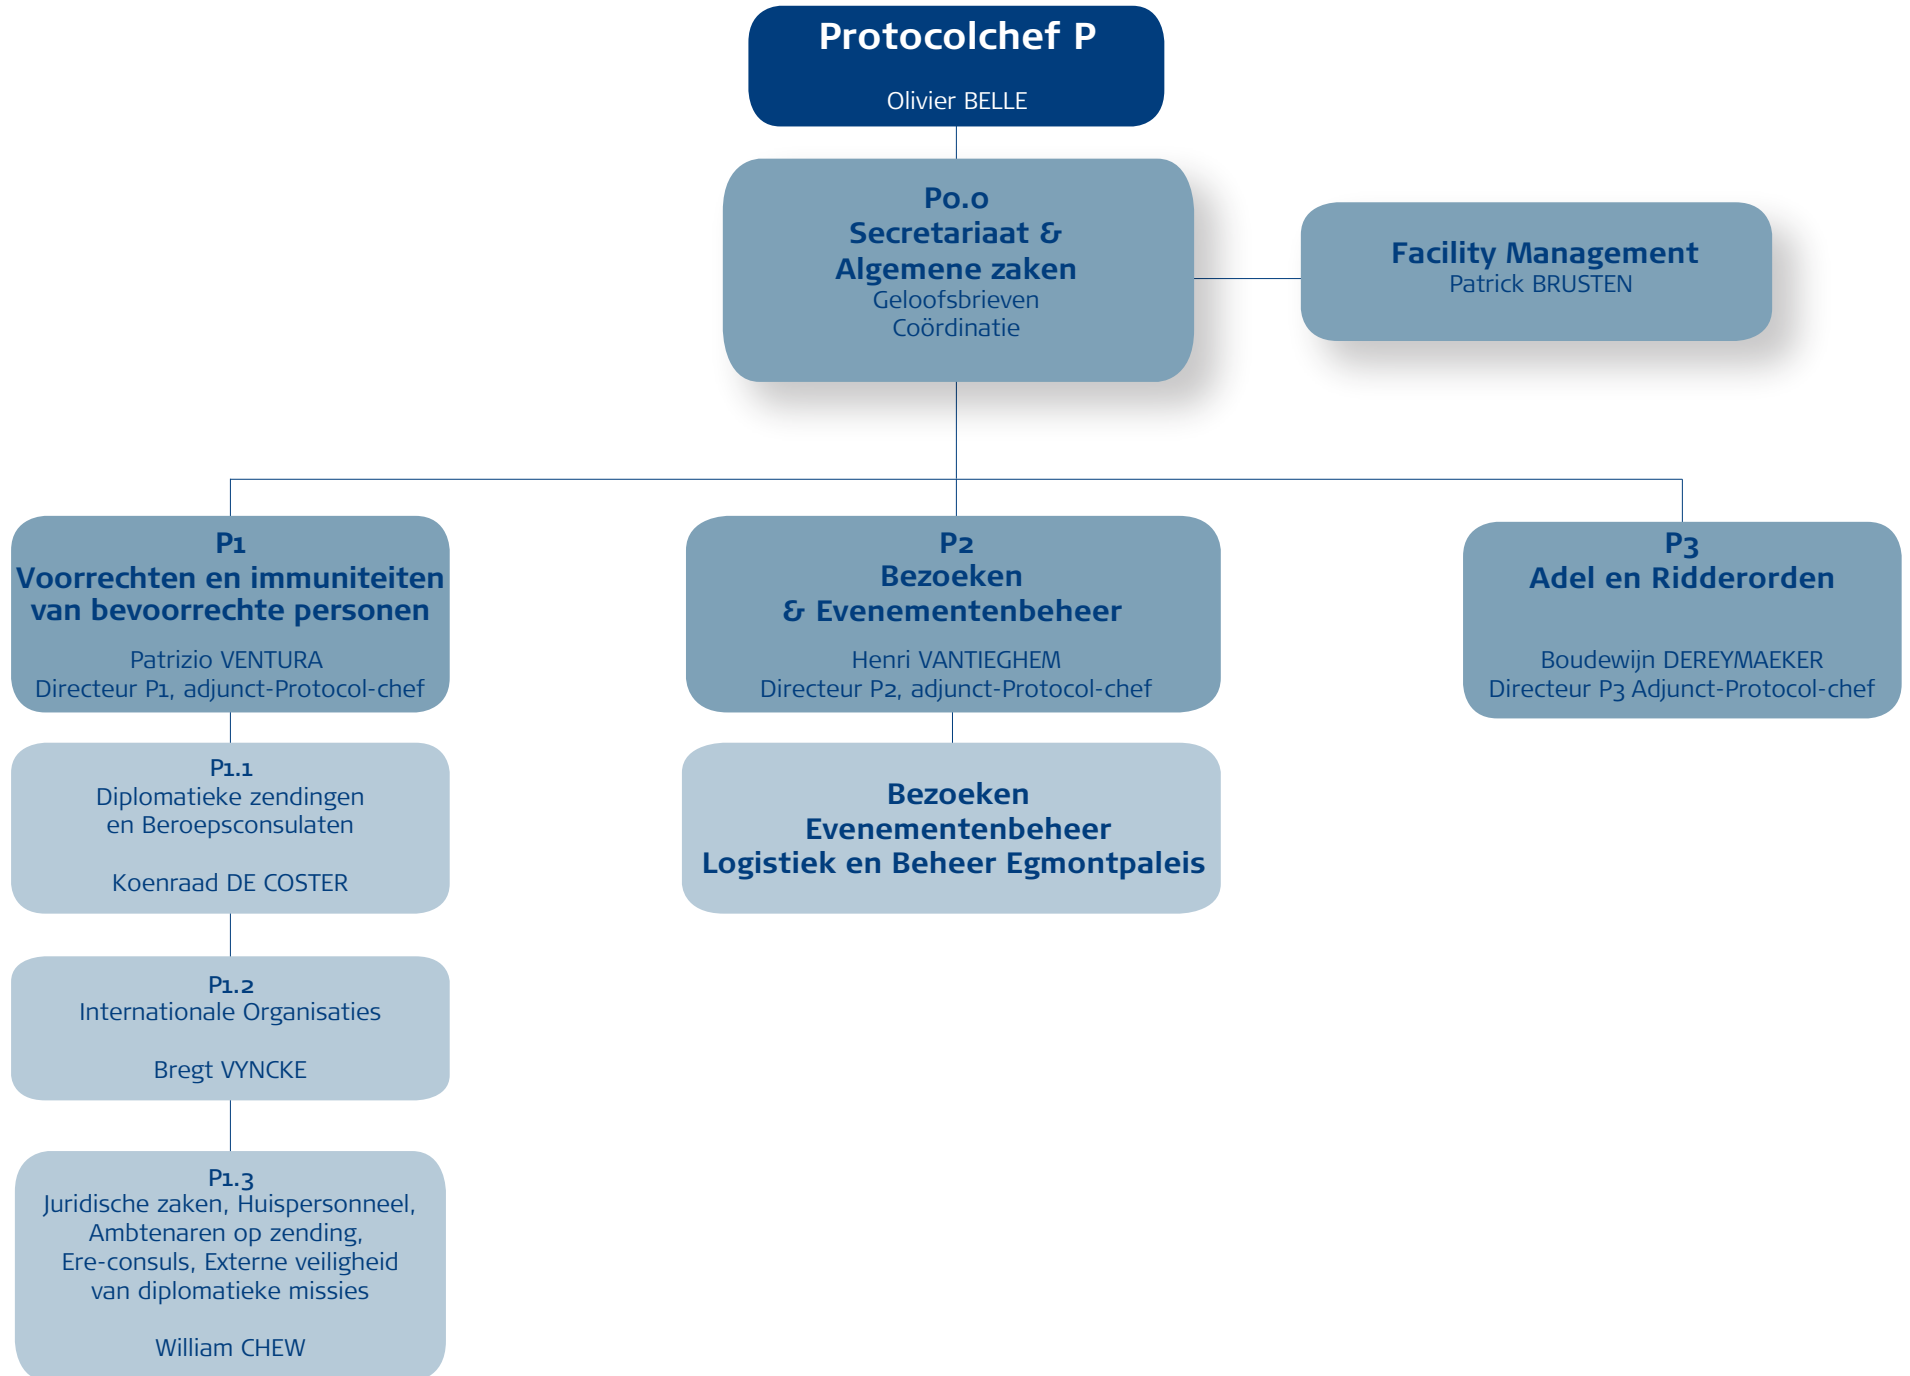 Protocolchef P
Olivier BELLE
P0.0
Secretariaat &
Algemene zaken
Geloofsbrieven
Coördinatie
Facility Management
Patrick BRUSTEN
P1
Voorrechten en immuniteiten
van bevoorrechte personen
Patrizio VENTURA
Directeur P1, adjunct-Protocol-chef
P2
Bezoeken
& Evenementenbeheer
Henri VANTIEGHEM
Directeur P2, adjunct-Protocol-chef
P3
Adel en Ridderorden
Boudewijn DEREYMAEKER
Directeur P3 Adjunct-Protocol-chef
P1.1
Diplomatieke zendingen
en Beroepsconsulaten
Koenraad DE COSTER
Bezoeken
Evenementenbeheer
Logistiek en Beheer Egmontpaleis
P1.2
Internationale Organisaties
Bregt VYNCKE
P1.3
Juridische zaken, Huispersonneel,
Ambtenaren op zending,
Ere-consuls, Externe veiligheid
van diplomatieke missies
William CHEW